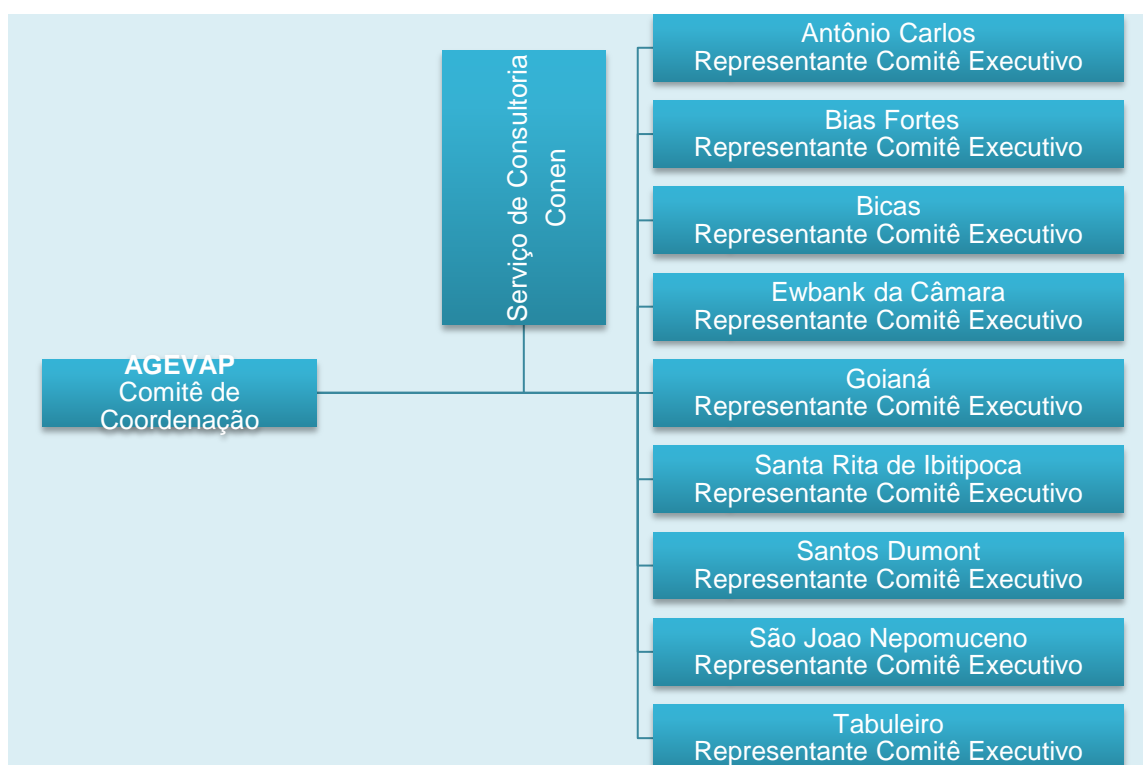 AGEVAP
Comitê de
Coordenação
Serviço de Consultoria
Conen
Antônio Carlos
Representante Comitê Executivo
Bias Fortes
Representante Comitê Executivo
Bicas
Representante Comitê Executivo
Ewbank da Câmara
Representante Comitê Executivo
Goianá
Representante Comitê Executivo
Santa Rita de Ibitipoca
Representante Comitê Executivo
Santos Dumont
Representante Comitê Executivo
São Joao Nepomuceno
Representante Comitê Executivo
Tabuleiro
Representante Comitê Executivo